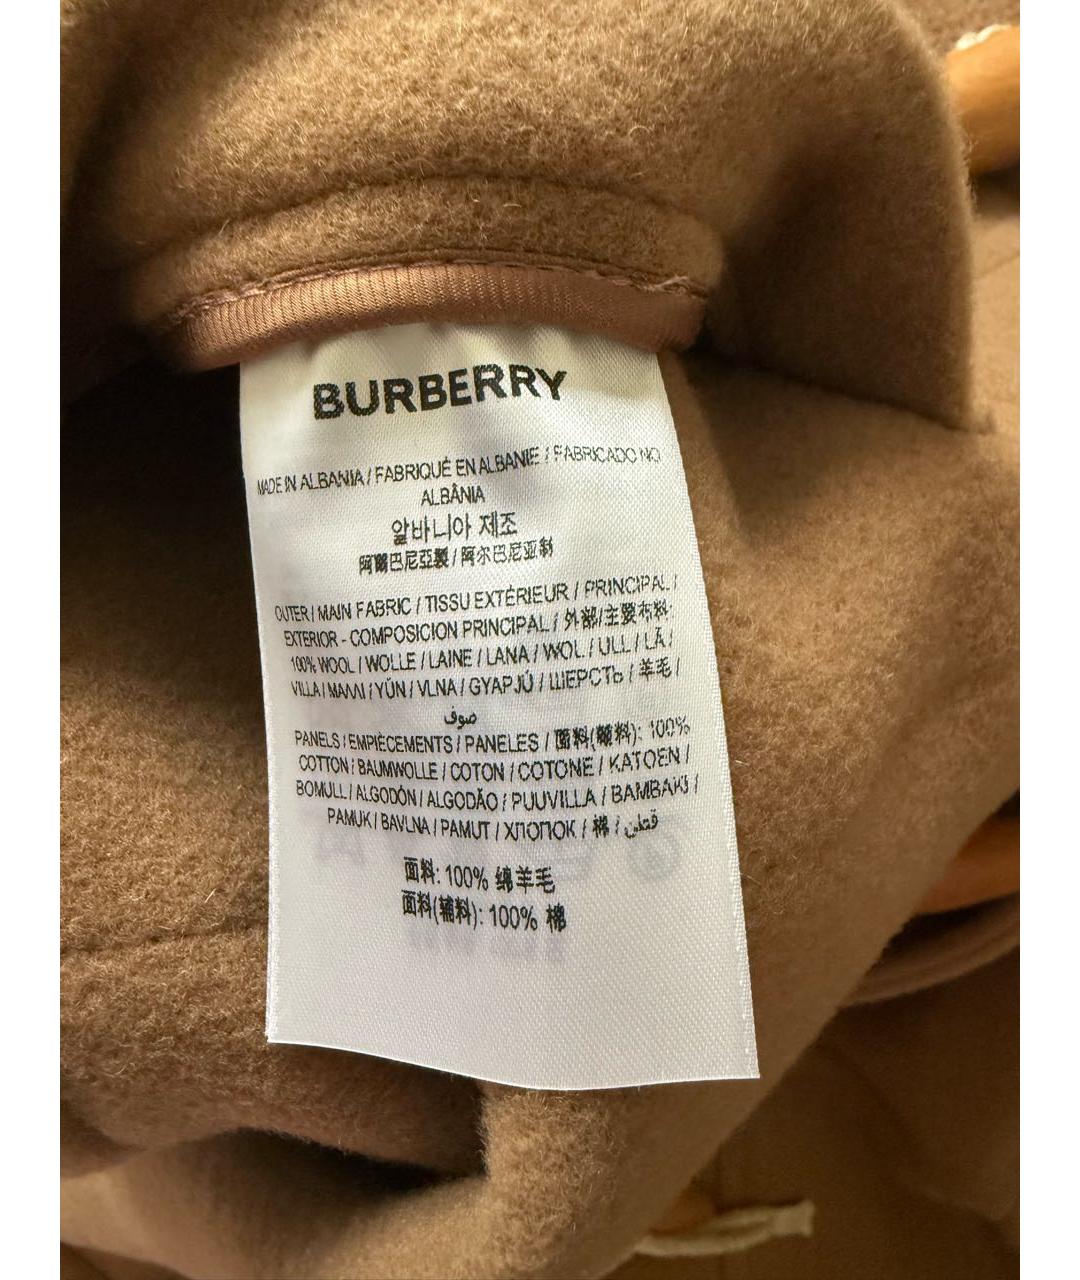 BURBERRY
MADE IN ALBANIA / FABRIQUÉ EN ALBANIE / FABRICADO NO
ALBÂNIA
알바니아 제조
阿爾巴尼亞製 / 阿尔巴尼亚制
OUTER / MAIN FABRIC / TISSU EXTÉRIEUR / PRINCIPAL /
EXTERIOR - COMPOSICION PRINCIPAL / 外部/主要布料:
100% WOOL / WOLLE / LAINE / LANA / WOL / ULL / LÃ /
VILLA / ΜΑΛΛΙ / YÜN / VLNA / GYAPJÚ / ШЕРСТЬ / 羊毛 /
صوف
PANELS / EMPIÈCEMENTS / PANELES / 面料(輔料): 100%
COTTON / BAUMWOLLE / COTON / COTONE / KATOEN /
BOMULL / ALGODÓN / ALGODÃO / PUUVILLA / ΒΑΜΒΑΚΙ /
PAMUK / BAVLNA / PAMUT / ХЛОПОК / 棉 / قطن
面料: 100% 绵羊毛
面料(辅料): 100% 棉